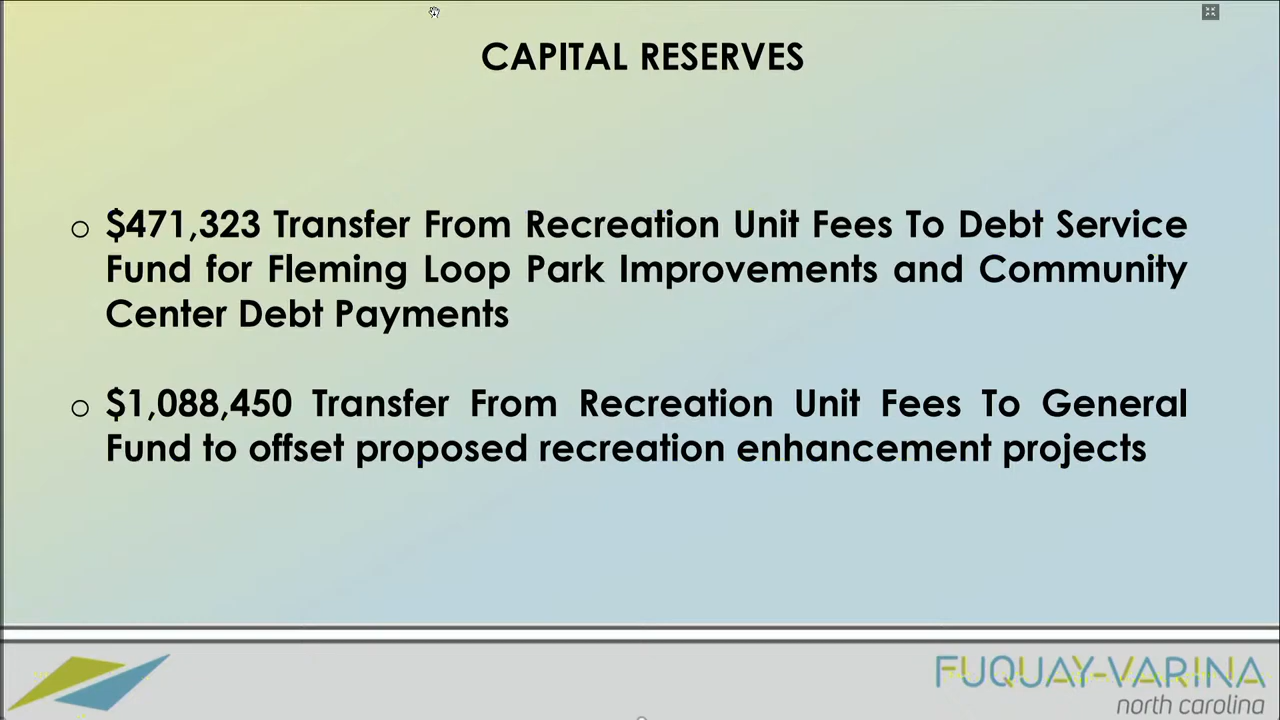 CAPITAL RESERVES
o $471,323 Transfer From Recreation Unit Fees To Debt Service
Fund for Fleming Loop Park Improvements and Community
Center Debt Payments
o $1,088,450 Transfer From Recreation Unit Fees To General
Fund to offset proposed recreation enhancement projects
FUQUAY-VARINA
north carolina